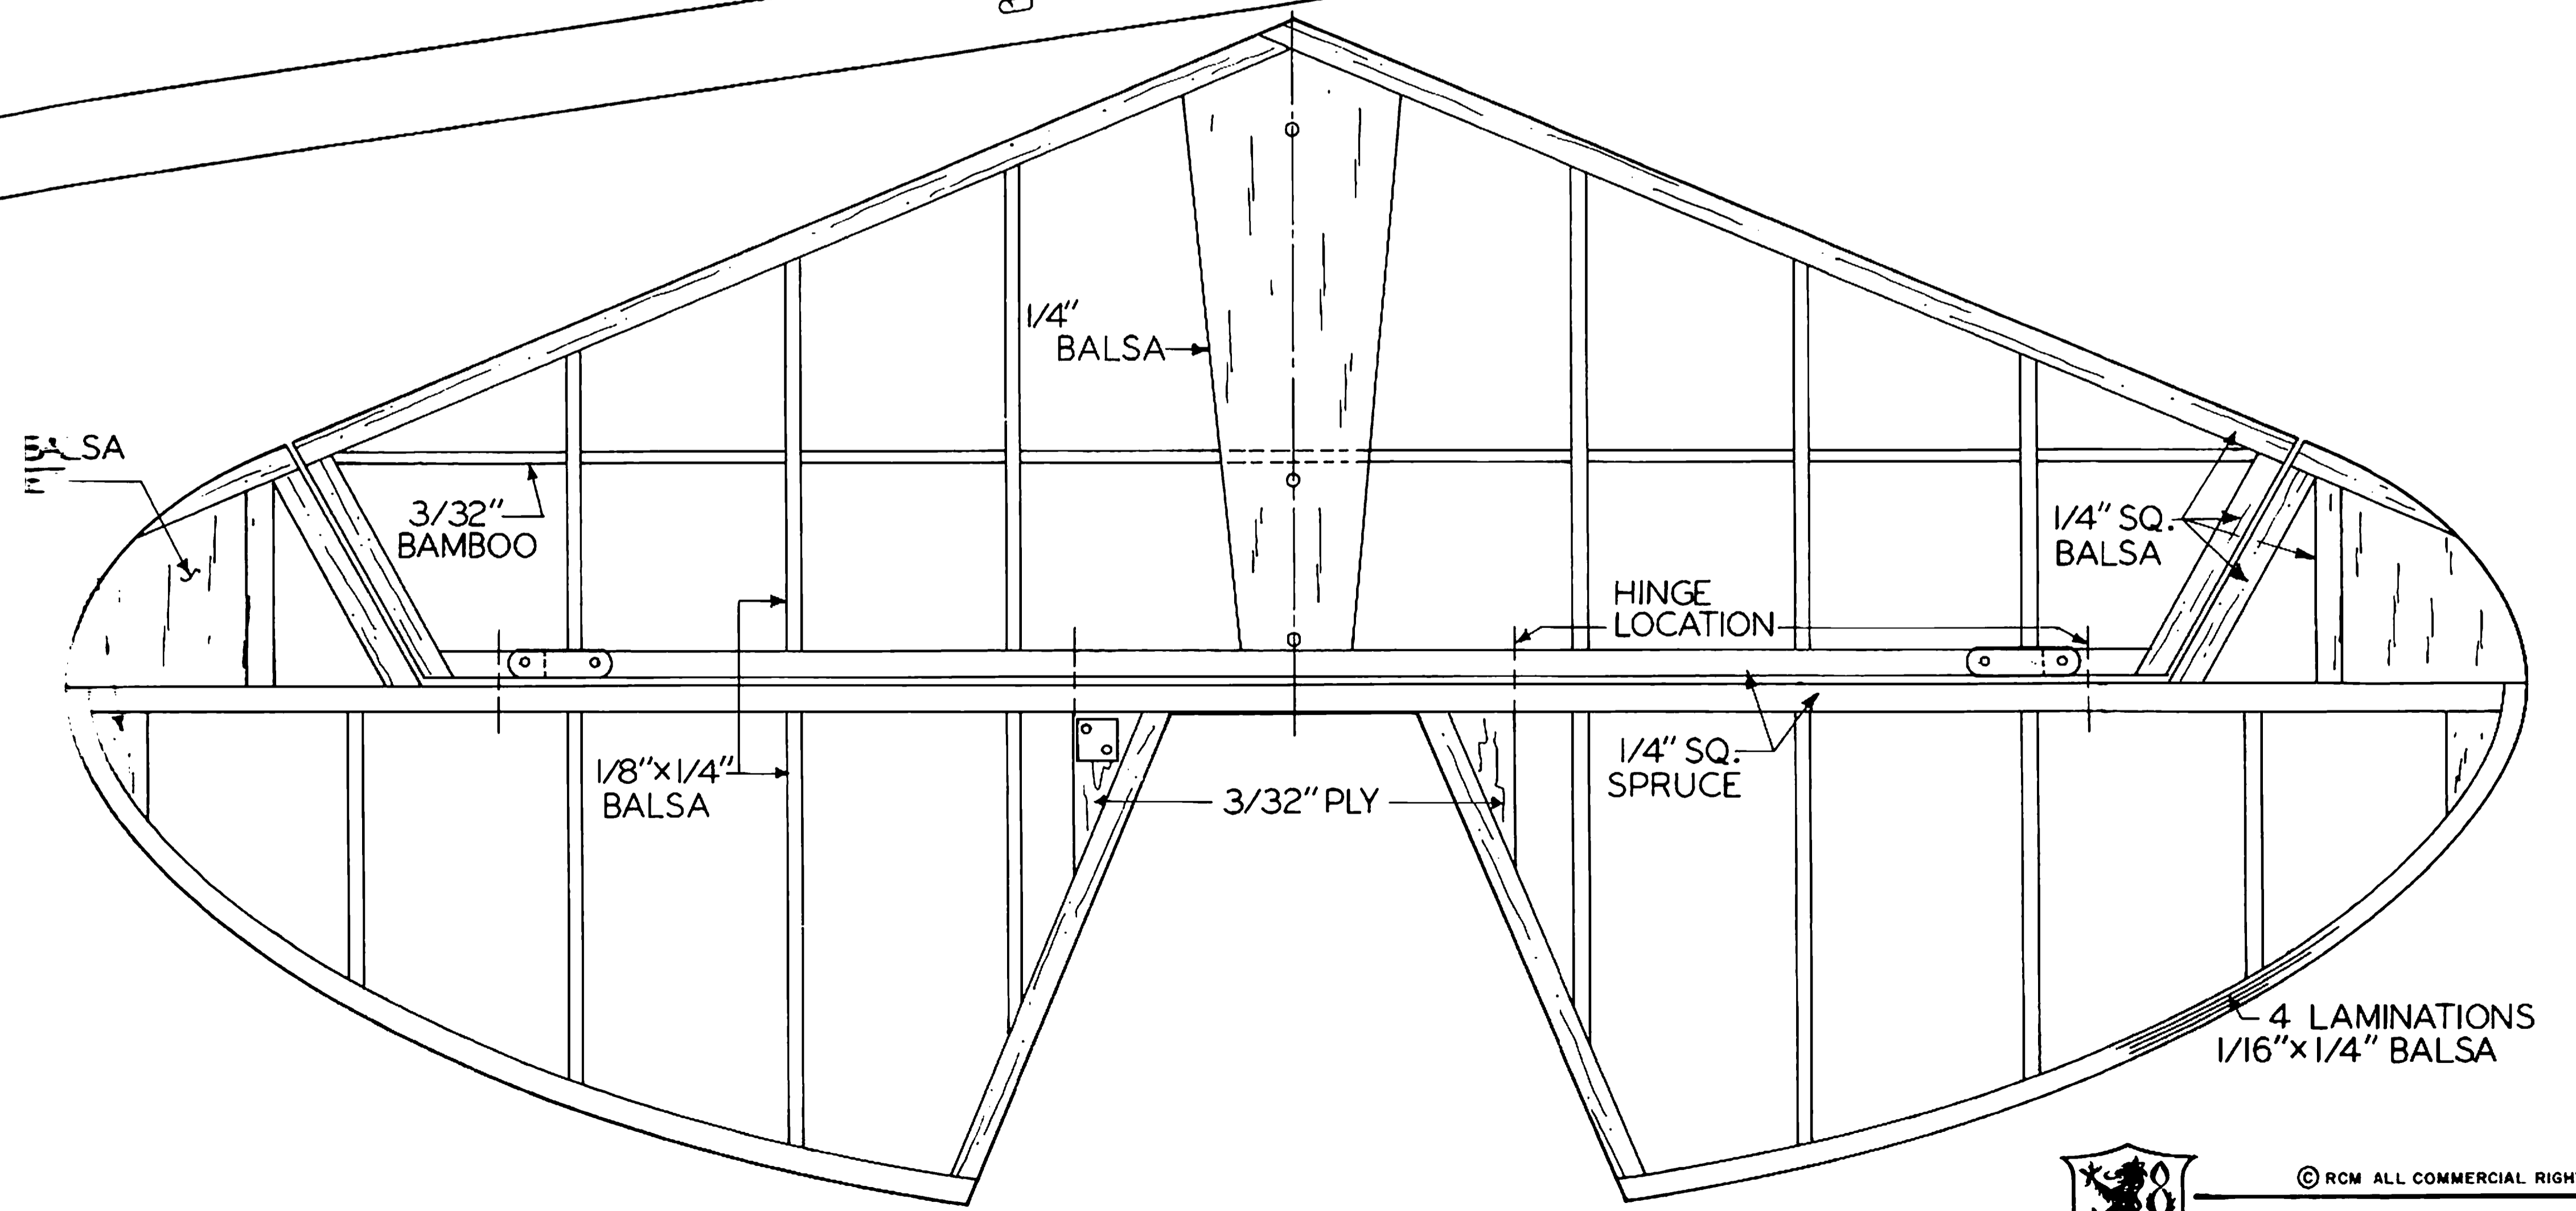 1/4"
BALSA
BALSA
3/32"
BAMBOO
1/4" SQ.
BALSA
HINGE
LOCATION
1/8"x1/4"
BALSA
3/32" PLY
1/4" SQ.
SPRUCE
4 LAMINATIONS
1/16"x1/4" BALSA
© RCM ALL COMMERCIAL